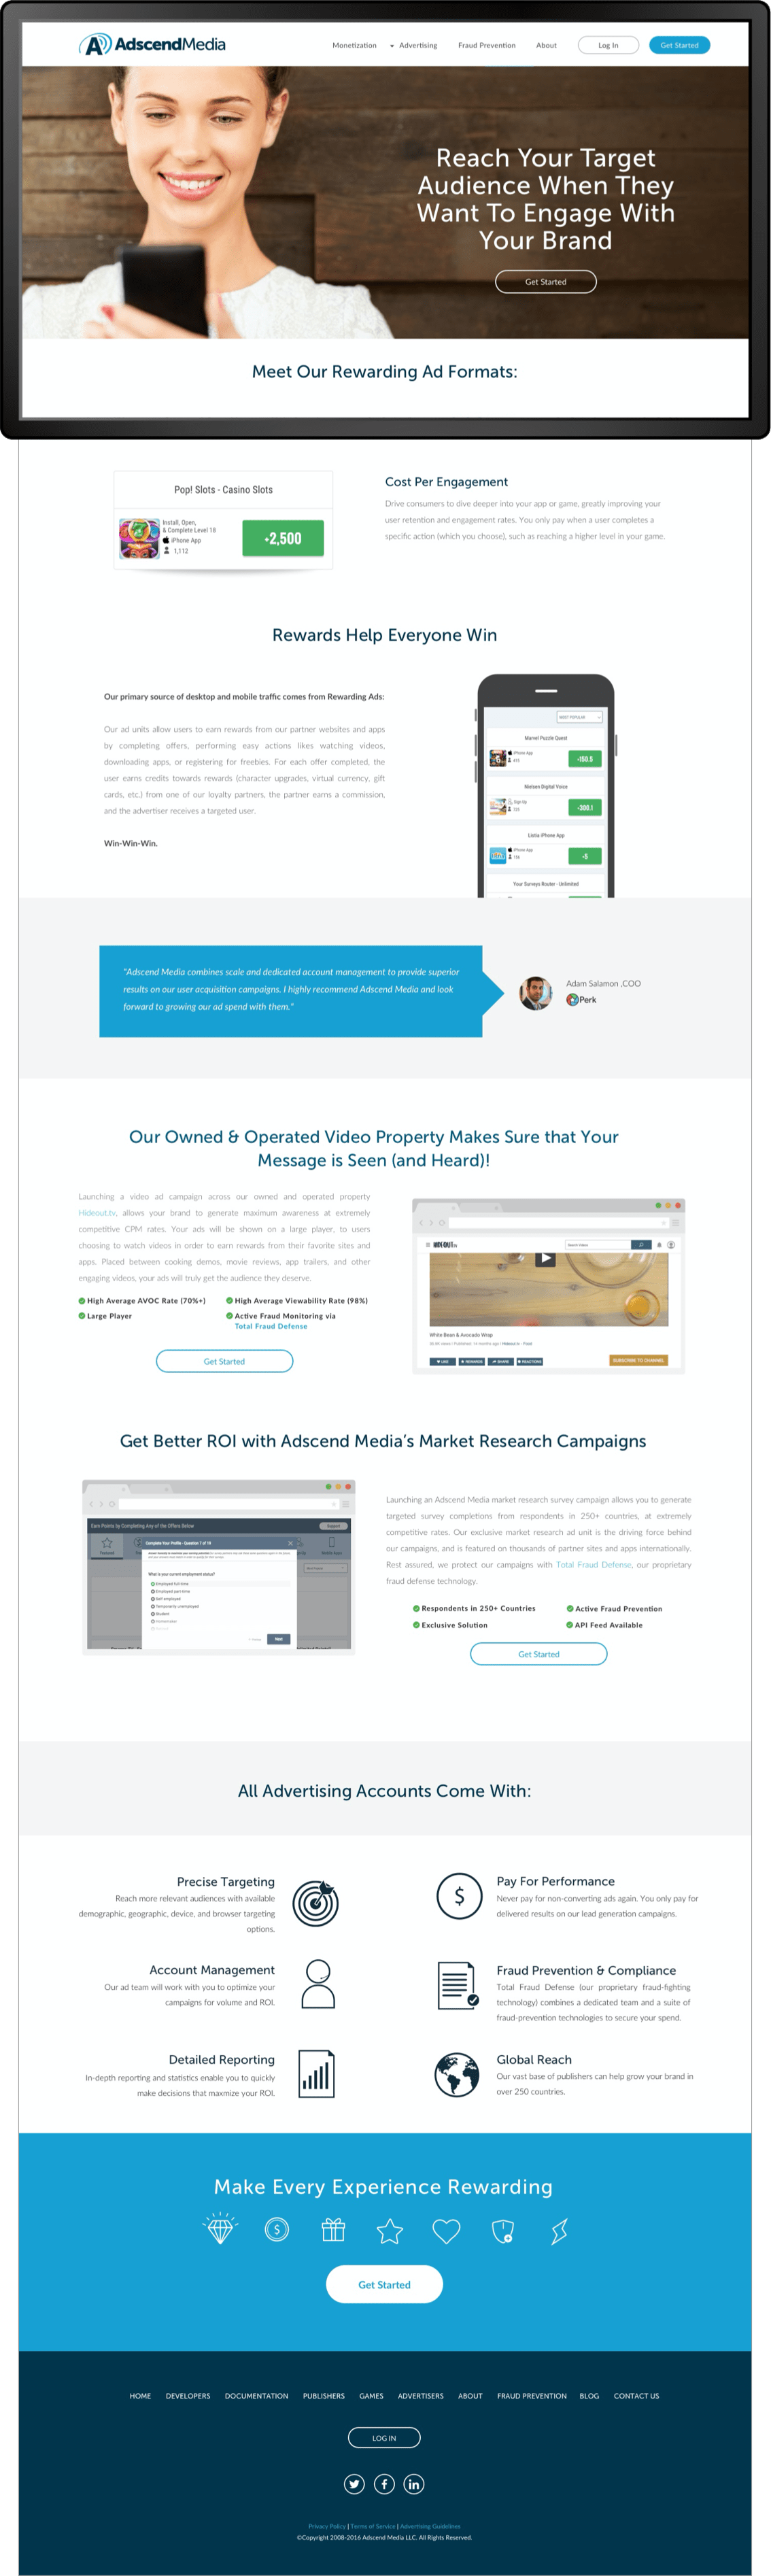 AdscendMedia
Monetization Advertising Fraud Prevention About Log In Get Started
Reach Your Target
Audience When They
Want To Engage With
Your Brand
Get Started
Meet Our Rewarding Ad Formats:
Pop! Slots - Casino Slots
Install, Open,
& Complete Level 18
iPhone App
1,112
+2,500
Cost Per Engagement
Drive consumers to dive deeper into your app or game, greatly improving your
user retention and engagement rates. You only pay when a user completes a
specific action (which you choose), such as reaching a higher level in your game.
Rewards Help Everyone Win
Our primary source of desktop and mobile traffic comes from Rewarding Ads:
Our ad units allow users to earn rewards from our partner websites and apps
by completing offers, performing easy actions likes watching videos,
downloading apps, or registering for freebies. For each offer completed, the
user earns credits towards rewards (character upgrades, virtual currency, gift
cards, etc.) from one of our loyalty partners, the partner earns a commission,
and the advertiser receives a targeted user.
Win-Win-Win.
MOST POPULAR
Marvel Puzzle Quest
iPhone App
+150.5
Nielsen Digital Voice
Sign Up
+300.1
Listia iPhone App
iPhone App
+5
Your Surveys Router - Unlimited
"Adscend Media combines scale and dedicated account management to provide superior
results on our user acquisition campaigns. I highly recommend Adscend Media and look
forward to growing our ad spend with them."
Adam Salamon ,COO
Perk
Our Owned & Operated Video Property Makes Sure that Your
Message is Seen (and Heard)!
Launching a video ad campaign across our owned and operated property
Hideout.tv, allows your brand to generate maximum awareness at extremely
competitive CPM rates. Your ads will be shown on a large player, to users
choosing to watch videos in order to earn rewards from their favorite sites and
apps. Placed between cooking demos, movie reviews, app trailers, and other
engaging videos, your ads will truly get the audience they deserve.
High Average AVOC Rate (70%+)
High Average Viewability Rate (98%)
Large Player
Active Fraud Monitoring via
Total Fraud Defense
Get Started
HIDEOUT.tv
Search Videos
White Bean & Avocado Wrap
LIKE REWARDS SHARE REACTIONS
SUBSCRIBE TO CHANNEL
Get Better ROI with Adscend Media's Market Research Campaigns
Earn Points by Completing Any of the Offers Below
Support
Complete Your Profile - Question 1 of 18
What is your current employment status?
Employed full-time
Employed part-time
Self employed
Temporarily unemployed
Student
Next
Mobile Apps
Launching an Adscend Media market research survey campaign allows you to generate
targeted survey completions from respondents in 250+ countries, at extremely
competitive rates. Our exclusive market research ad unit is the driving force behind
our campaigns, and is featured on thousands of partner sites and apps internationally.
Rest assured, we protect our campaigns with Total Fraud Defense, our proprietary
fraud defense technology.
Respondents in 250+ Countries
Active Fraud Prevention
Exclusive Solution
API Feed Available
Get Started
All Advertising Accounts Come With:
Precise Targeting
Reach more relevant audiences with available
demographic, geographic, device, and browser targeting
options.
Pay For Performance
Never pay for non-converting ads again. You only pay for
delivered results on our lead generation campaigns.
Account Management
Our ad team will work with you to optimize your
campaigns for volume and ROI.
Fraud Prevention & Compliance
Total Fraud Defense (our proprietary fraud-fighting
technology) combines a dedicated team and a suite of
fraud-prevention technologies to secure your spend.
Detailed Reporting
In-depth reporting and statistics enable you to quickly
make decisions that maxmize your ROI.
Global Reach
Our vast base of publishers can help grow your brand in
over 250 countries.
Make Every Experience Rewarding
Get Started
HOME DEVELOPERS DOCUMENTATION PUBLISHERS GAMES ADVERTISERS ABOUT FRAUD PREVENTION BLOG CONTACT US
LOG IN
Privacy Policy | Terms of Service | Advertising Guidelines
©Copyright 2008-2016 Adscend Media LLC. All Rights Reserved.